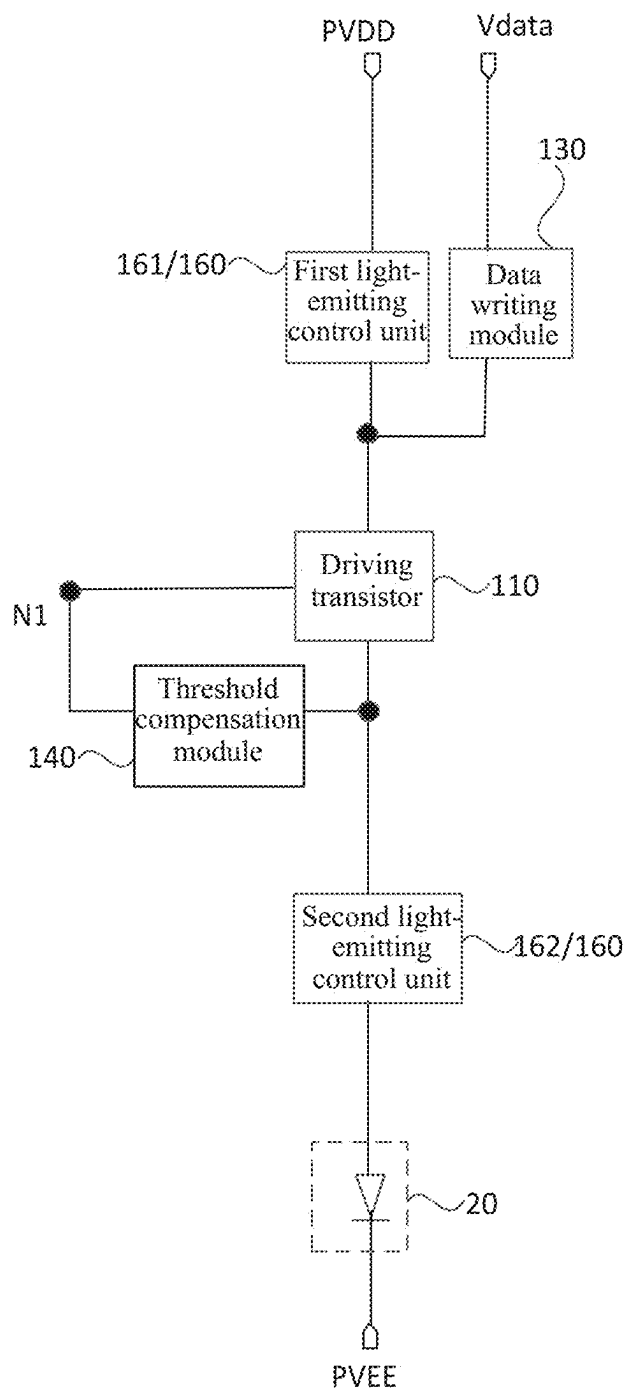 PVDD
Vdata
130
161/160
First light-
emitting
control unit
Data
writing
module
Driving
transistor
110
N1
Threshold
compensation
module
140
Second light-
emitting
control unit
162/160
20
PVEE